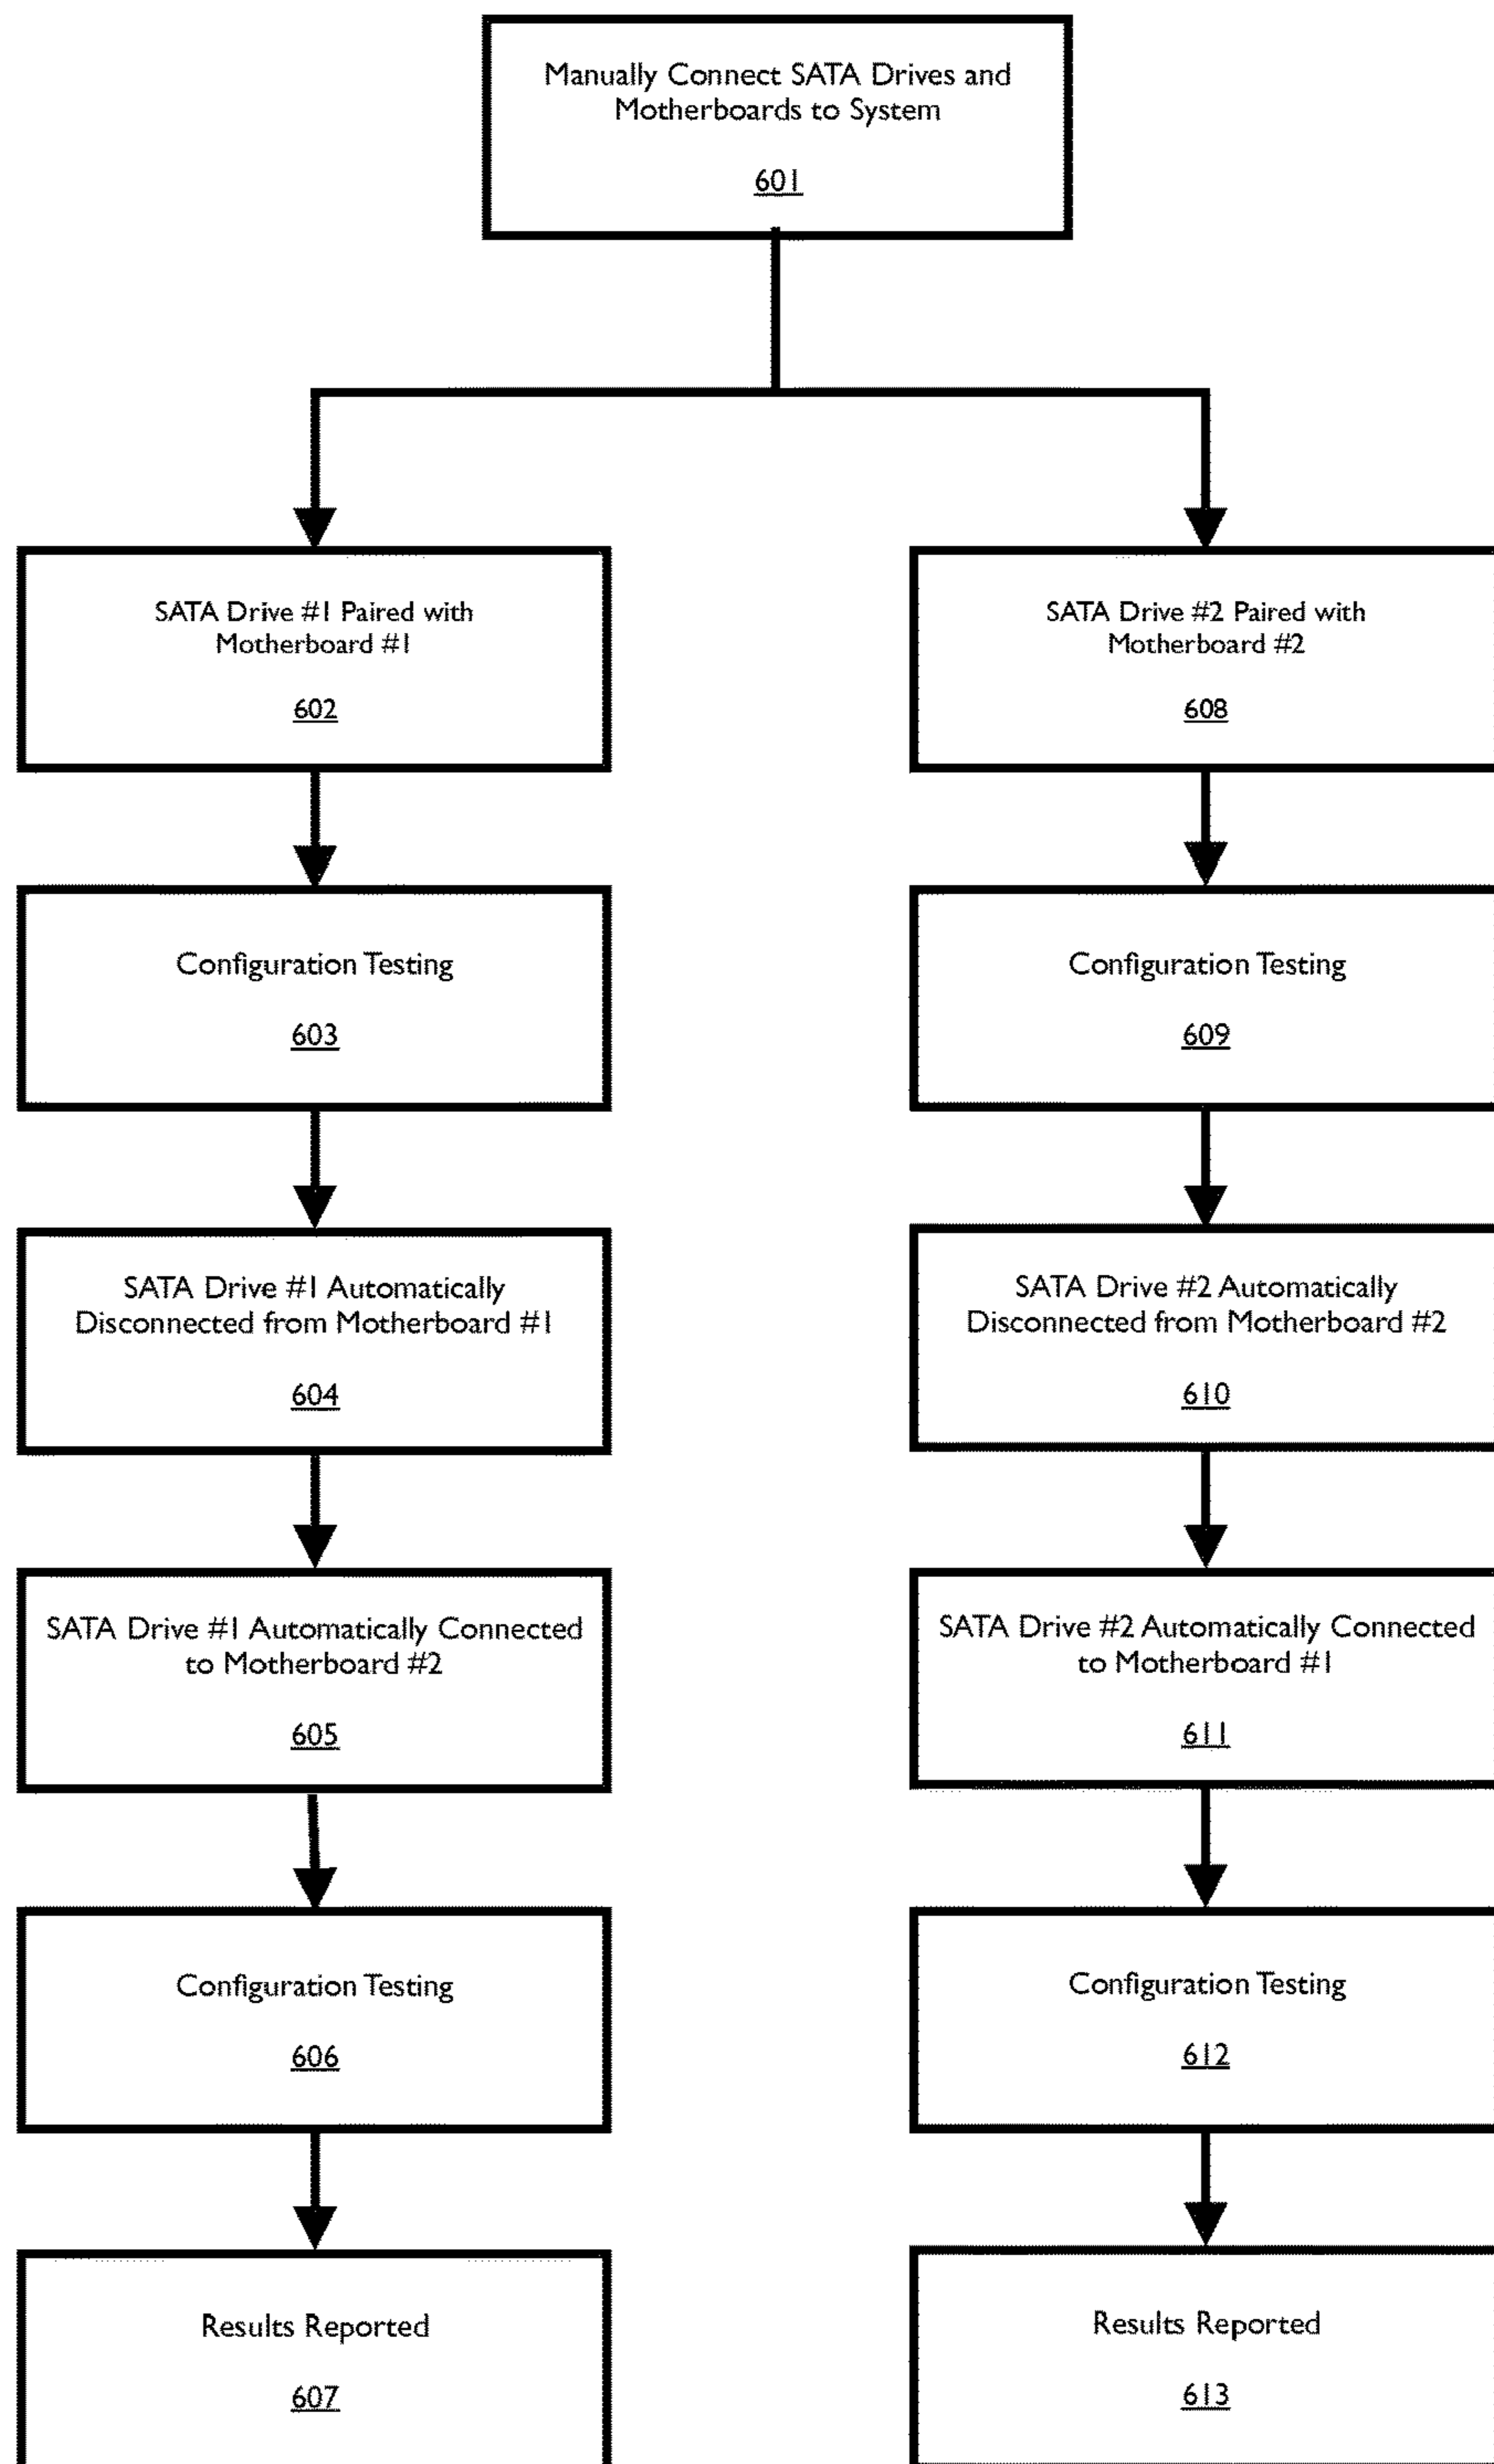 Manually Connect SATA Drives and
Motherboards to System
601
SATA Drive #1 Paired with
Motherboard #1
602
Configuration Testing
603
SATA Drive #1 Automatically
Disconnected from Motherboard #1
604
SATA Drive #1 Automatically Connected
to Motherboard #2
605
Configuration Testing
606
Results Reported
607
SATA Drive #2 Paired with
Motherboard #2
608
Configuration Testing
609
SATA Drive #2 Automatically
Disconnected from Motherboard #2
610
SATA Drive #2 Automatically Connected
to Motherboard #1
611
Configuration Testing
612
Results Reported
613